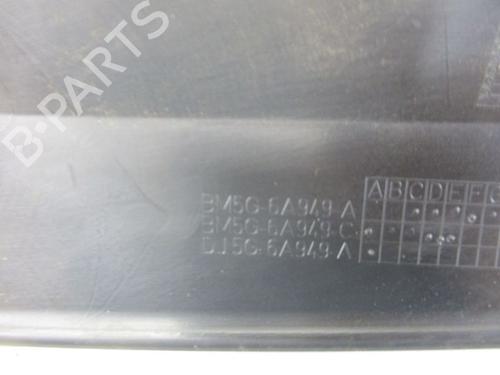 B-PARTS
A B C D E F G
BM5G-6A949-A
BM5G-6A949-C
DJ5G-6A949-A